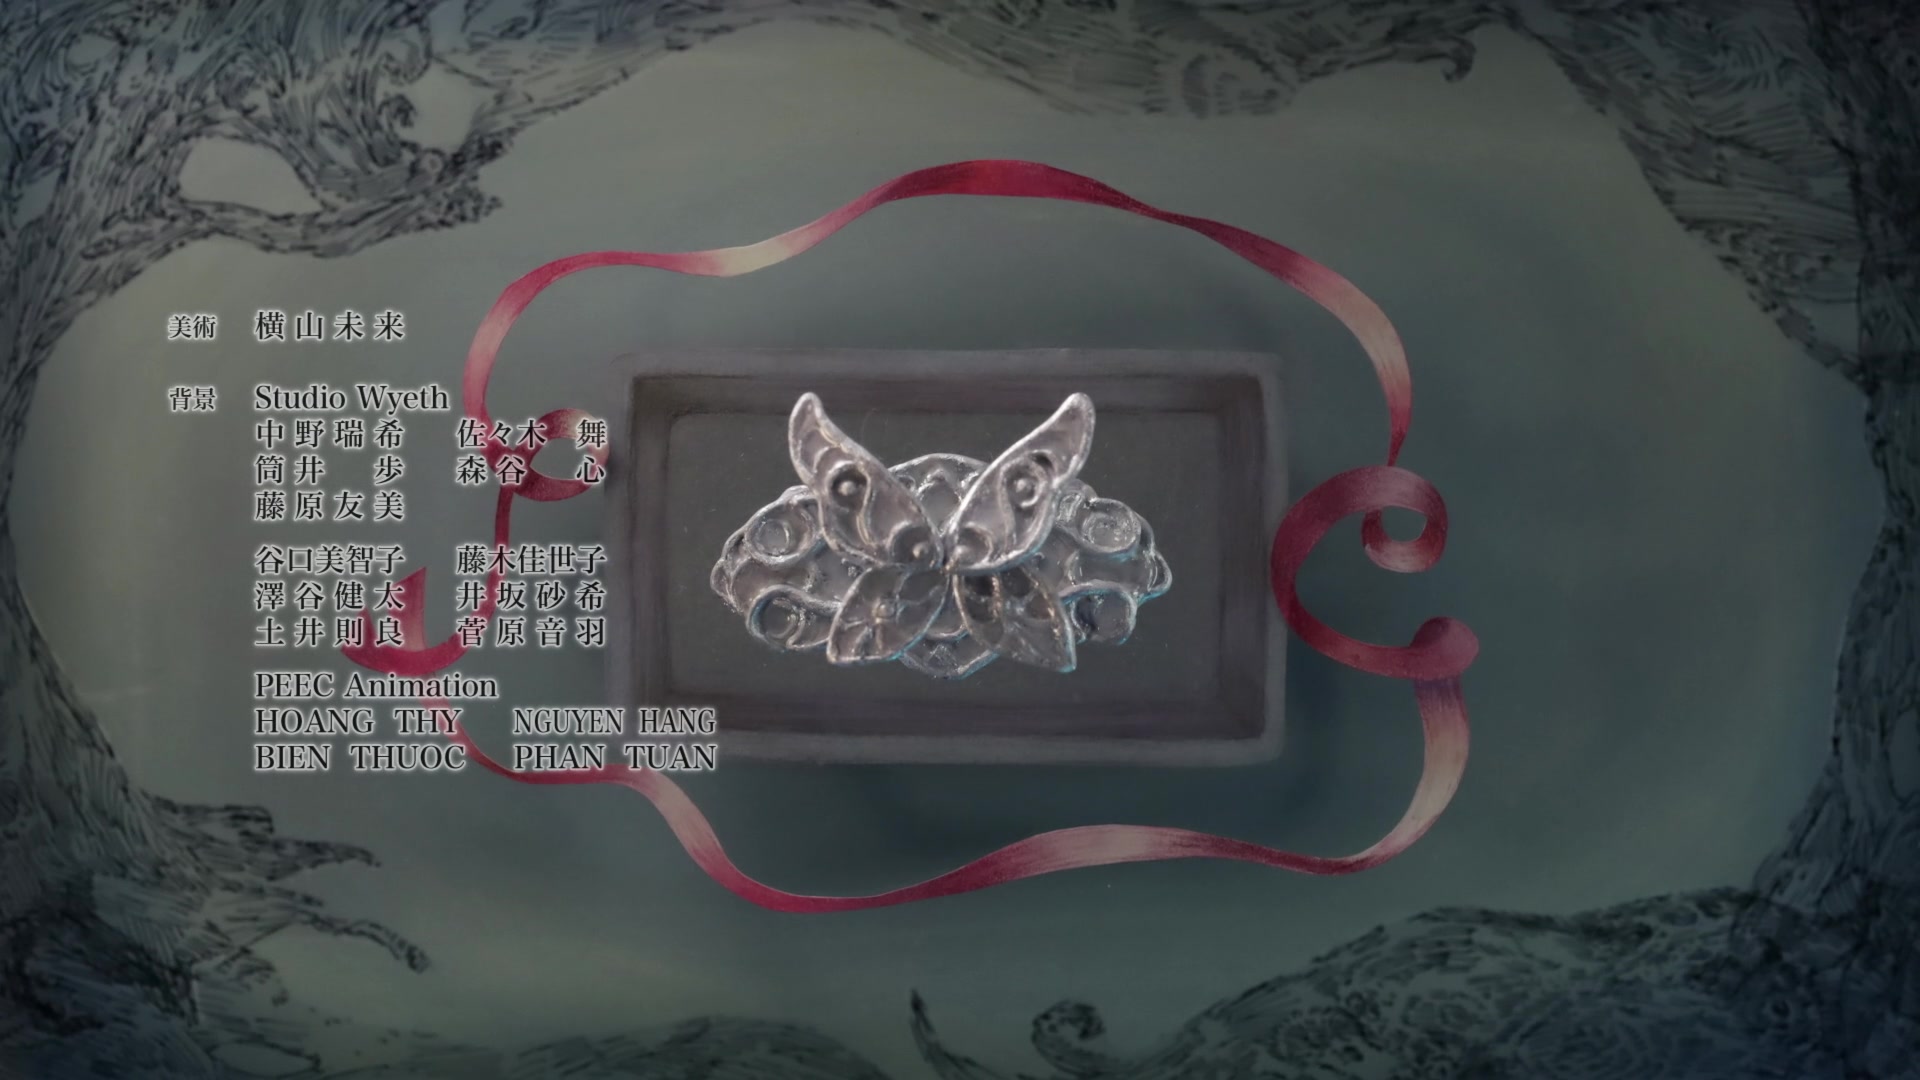 美術 横山未来
背景 Studio Wyeth
中野瑞希 佐々木 舞
筒井 歩 森谷 心
藤原友美
谷口美智子 藤木佳世子
澤谷健太 井坂砂希
土井則良 菅原音羽
PEEC Animation
HOANG THY NGUYEN HANG
BIEN THUOC PHAN TUAN